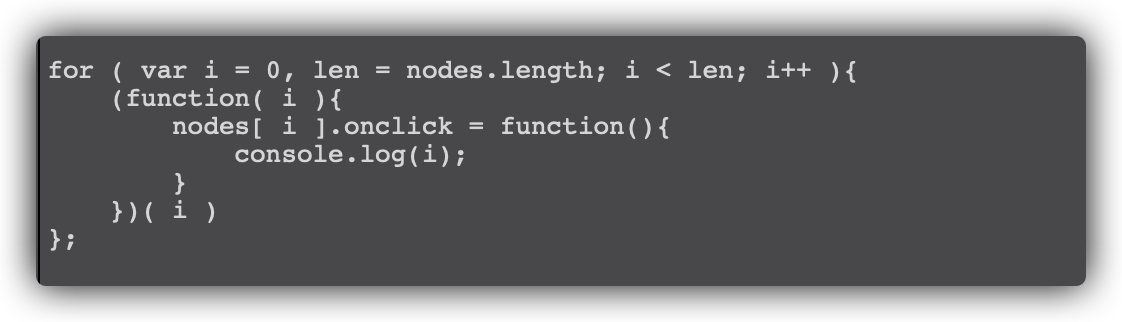 for ( var i = 0, len = nodes.length; i < len; i++ ){
    (function( i ){
        nodes[ i ].onclick = function(){
            console.log(i);
        }
    })( i )
};